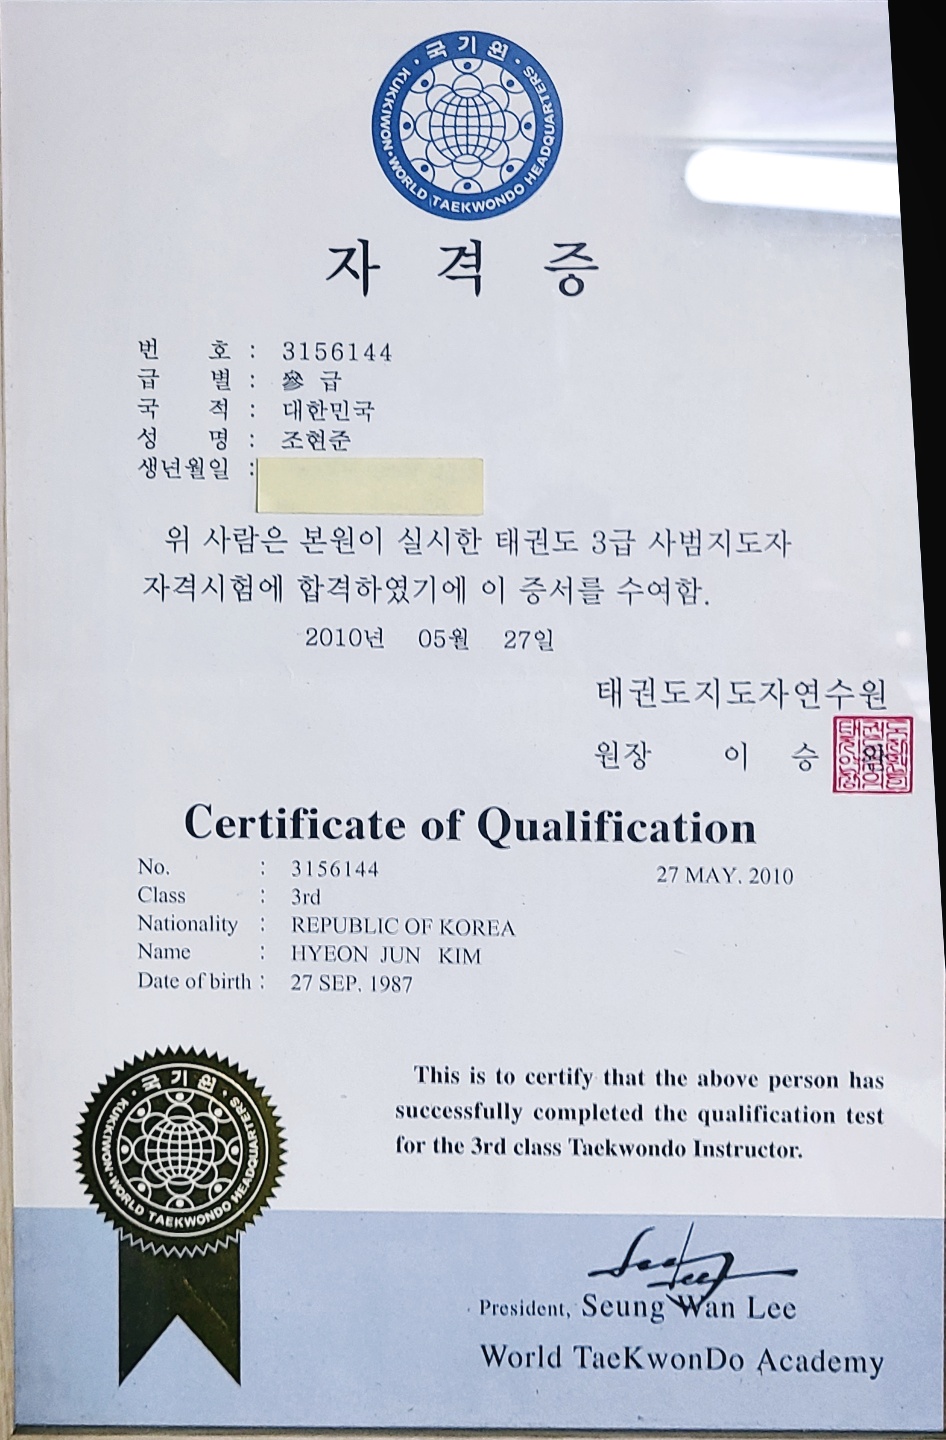 · 국기원 ·
KUKKIWON · WORLD TAEKWONDO HEADQUARTERS
자 격 증
번 호 : 3156144
급 별 : 參 급
국 적 : 대한민국
성 명 : 조현준
생년월일 :
위 사람은 본원이 실시한 태권도 3급 사범지도자
자격시험에 합격하였기에 이 증서를 수여함.
2010년 05월 27일
태권도지도자연수원
원장 이 승
Certificate of Qualification
No. : 3156144
27 MAY. 2010
Class : 3rd
Nationality : REPUBLIC OF KOREA
Name : HYEON JUN KIM
Date of birth : 27 SEP. 1987
· 국기원 ·
KUKKIWON · WORLD TAEKWONDO HEADQUARTERS
This is to certify that the above person has
successfully completed the qualification test
for the 3rd class Taekwondo Instructor.
President, Seung Wan Lee
World TaeKwonDo Academy